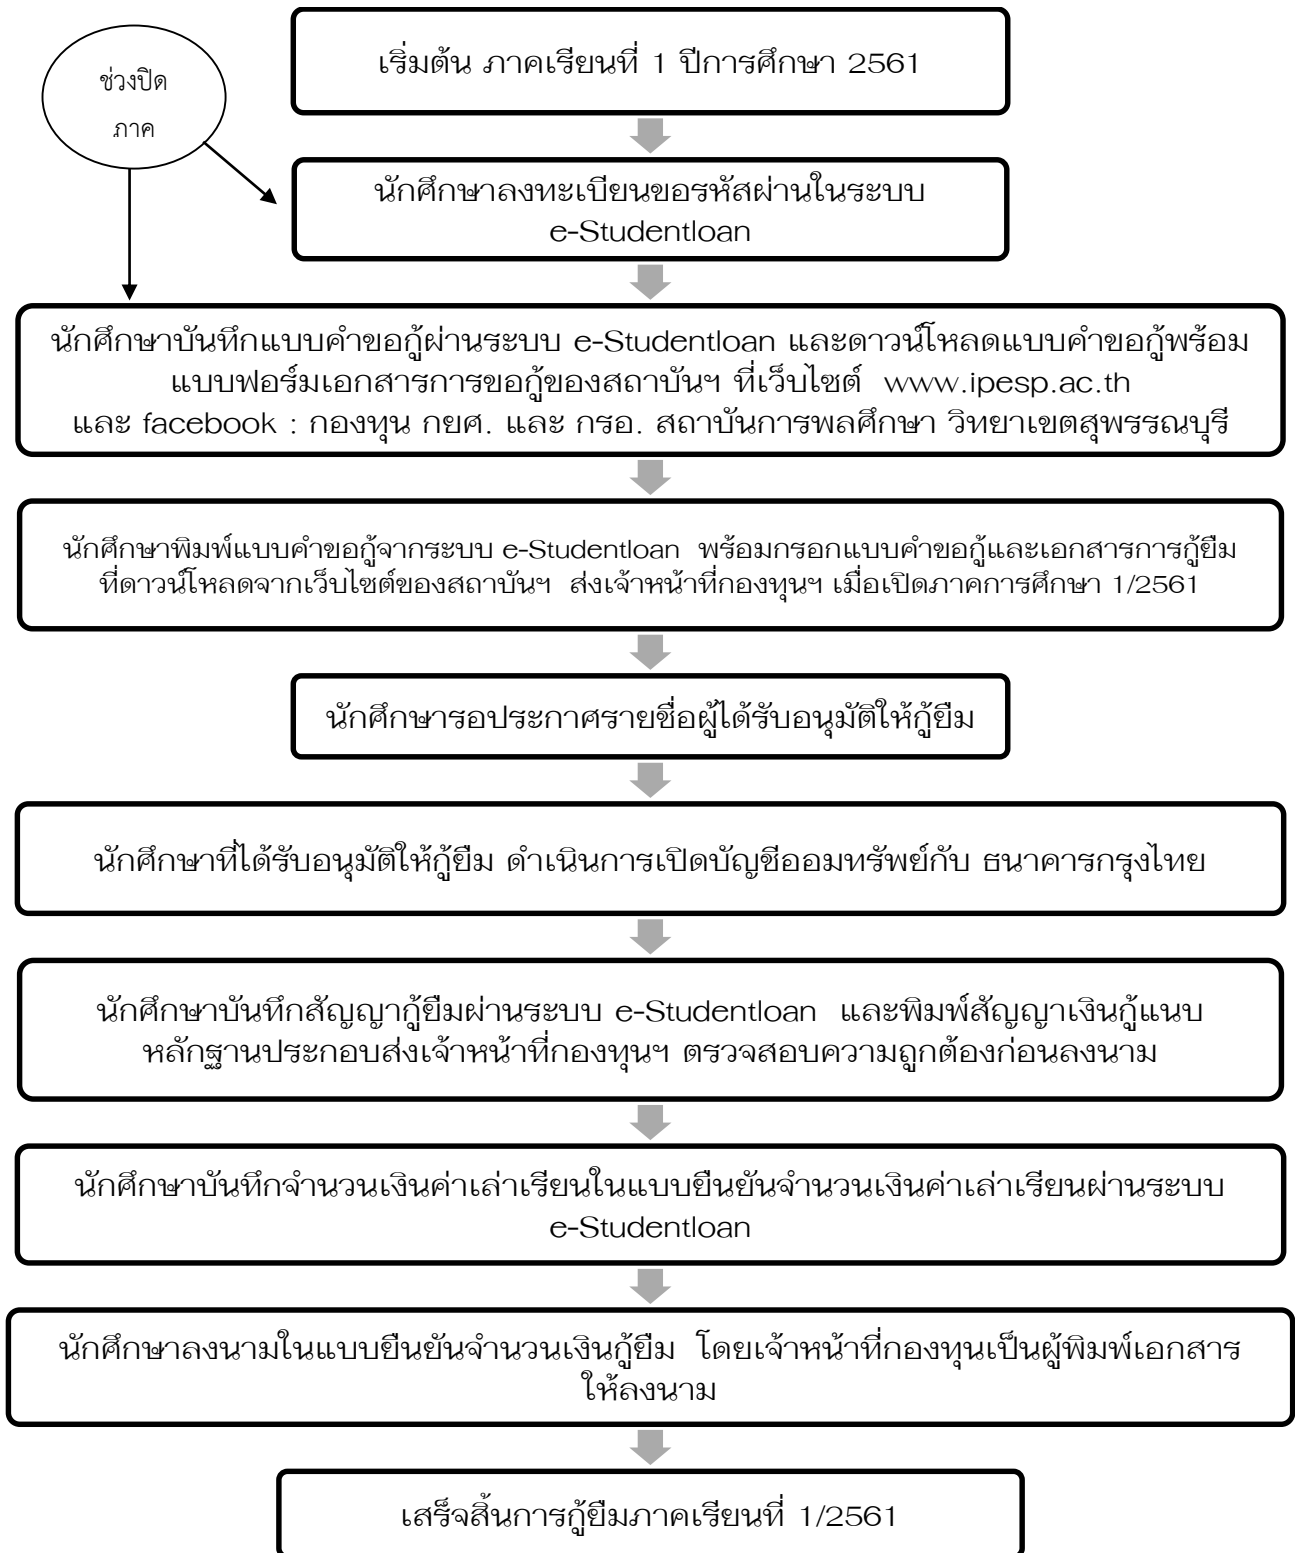 เริ่มต้น ภาคเรียนที่ 1 ปีการศึกษา 2561
ช่วงปิด
ภาค
นักศึกษาลงทะเบียนขอรหัสผ่านในระบบ
e-Studentloan
นักศึกษาบันทึกแบบคำขอกู้ผ่านระบบ e-Studentloan และดาวน์โหลดแบบคำขอกู้พร้อม
แบบฟอร์มเอกสารการขอกู้ของสถาบันฯ ที่เว็บไซต์ www.ipesp.ac.th
และ facebook : กองทุน กยศ. และ กรอ. สถาบันการพลศึกษา วิทยาเขตสุพรรณบุรี
นักศึกษาพิมพ์แบบคำขอกู้จากระบบ e-Studentloan พร้อมกรอกแบบคำขอกู้และเอกสารการกู้ยืม
ที่ดาวน์โหลดจากเว็บไซต์ของสถาบันฯ ส่งเจ้าหน้าที่กองทุนฯ เมื่อเปิดภาคการศึกษา 1/2561
นักศึกษารอประกาศรายชื่อผู้ได้รับอนุมัติให้กู้ยืม
นักศึกษาที่ได้รับอนุมัติให้กู้ยืม ดำเนินการเปิดบัญชีออมทรัพย์กับ ธนาคารกรุงไทย
นักศึกษาบันทึกสัญญากู้ยืมผ่านระบบ e-Studentloan และพิมพ์สัญญาเงินกู้แนบ
หลักฐานประกอบส่งเจ้าหน้าที่กองทุนฯ ตรวจสอบความถูกต้องก่อนลงนาม
นักศึกษาบันทึกจำนวนเงินค่าเล่าเรียนในแบบยืนยันจำนวนเงินค่าเล่าเรียนผ่านระบบ
e-Studentloan
นักศึกษาลงนามในแบบยืนยันจำนวนเงินกู้ยืม โดยเจ้าหน้าที่กองทุนเป็นผู้พิมพ์เอกสาร
ให้ลงนาม
เสร็จสิ้นการกู้ยืมภาคเรียนที่ 1/2561